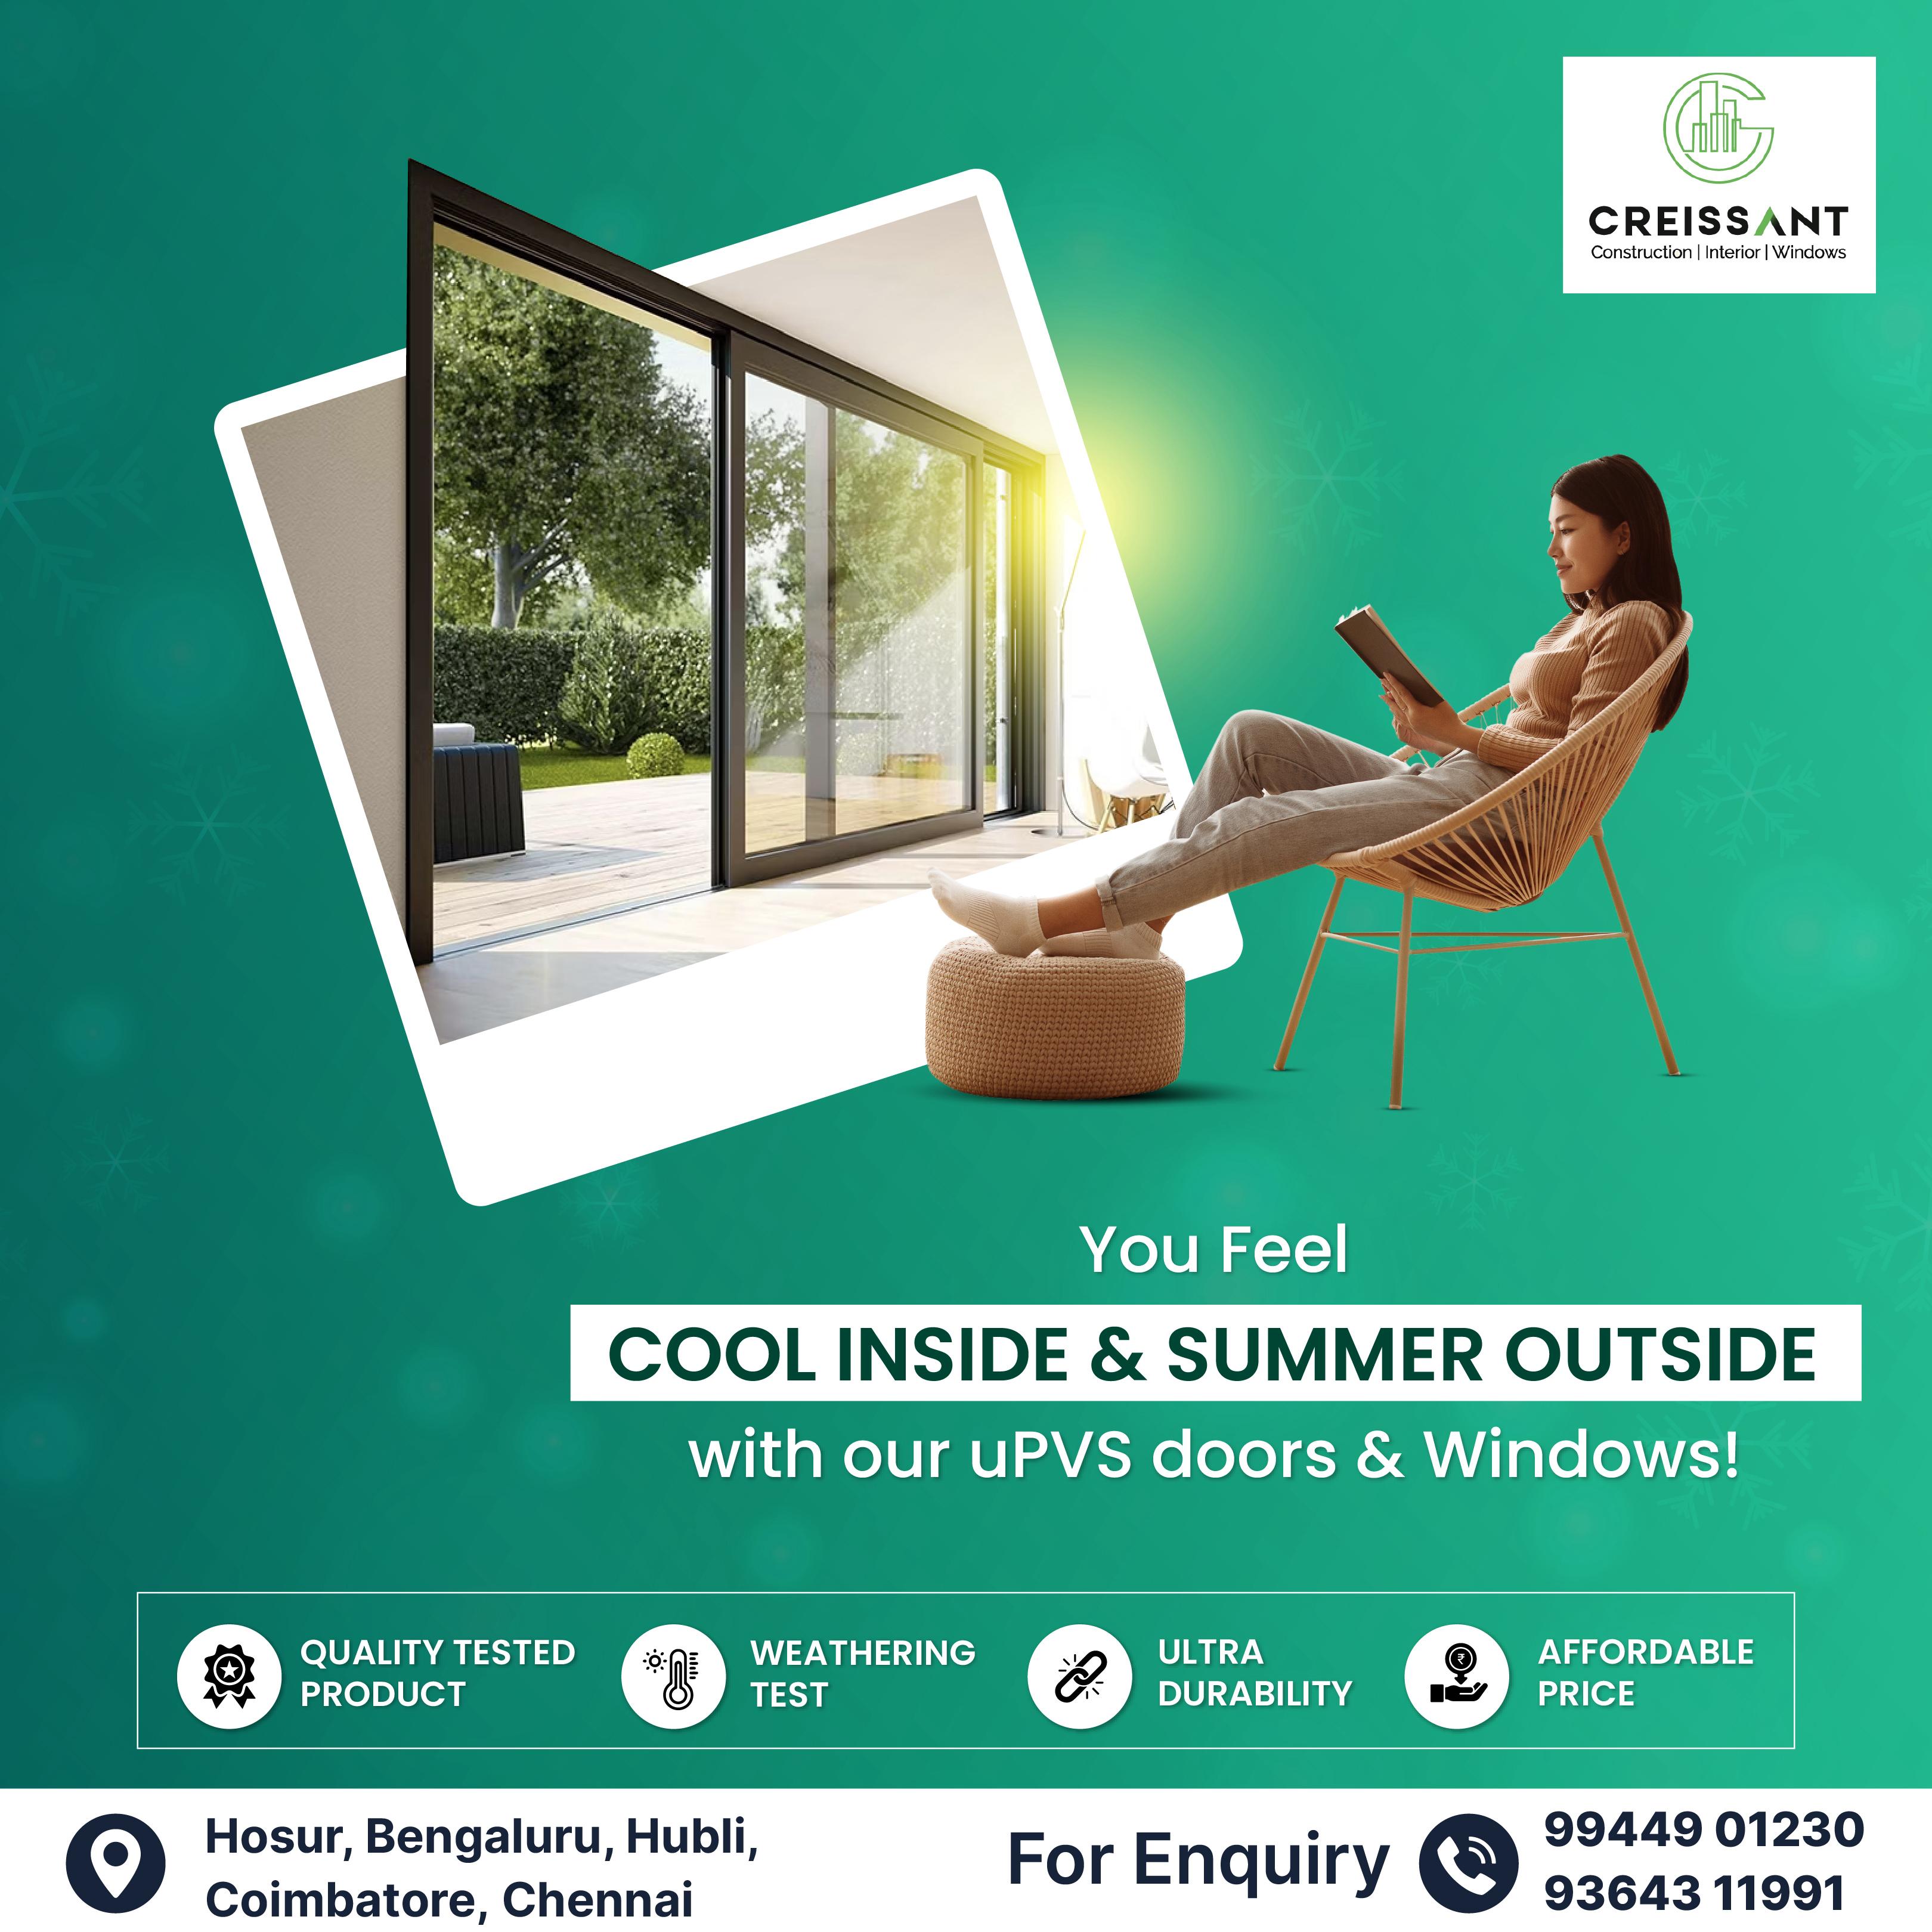 CREISSANT
Construction | Interior | Windows
You Feel
COOL INSIDE & SUMMER OUTSIDE
with our uPVS doors & Windows!
QUALITY TESTED
PRODUCT
WEATHERING
TEST
ULTRA
DURABILITY
₹
AFFORDABLE
PRICE
Hosur, Bengaluru, Hubli,
Coimbatore, Chennai
For Enquiry
99449 01230
93643 11991